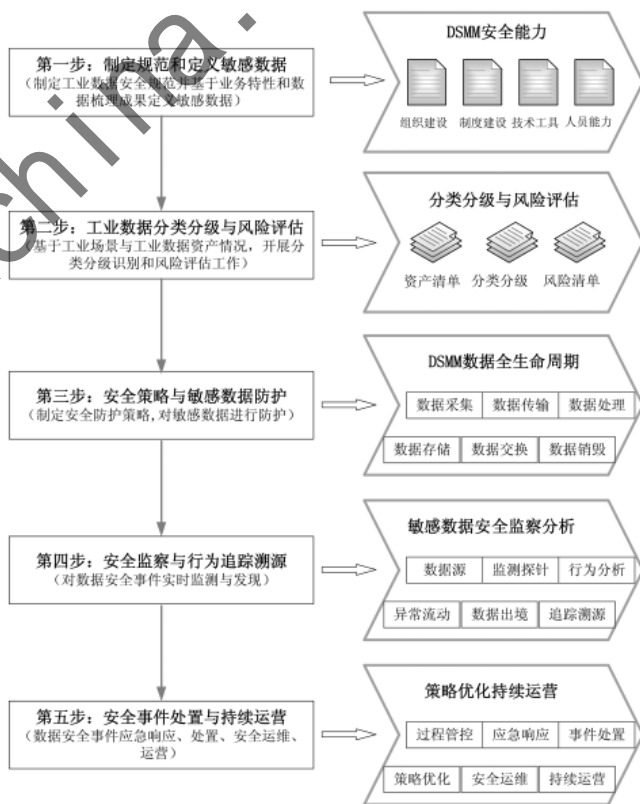 第一步：制定规范和定义敏感数据
（制定工业数据安全规范并基于业务特性和数
据梳理成果定义敏感数据）
DSMM安全能力
组织建设 制度建设 技术工具 人员能力
第二步：工业数据分类分级与风险评估
（基于工业场景与工业数据资产情况，开展分
类分级识别和风险评估工作）
分类分级与风险评估
资产清单 分类分级 风险清单
第三步：安全策略与敏感数据防护
（制定安全防护策略,对敏感数据进行防护）
DSMM数据全生命周期
数据采集 数据传输 数据处理
数据存储 数据交换 数据销毁
第四步：安全监察与行为追踪溯源
（对数据安全事件实时监测与发现）
敏感数据安全监察分析
数据源 监测探针 行为分析
异常流动 数据出境 追踪溯源
第五步：安全事件处置与持续运营
（数据安全事件应急响应、处置、安全运维、
运营）
策略优化持续运营
过程管控 应急响应 事件处置
策略优化 安全运维 持续运营
china.